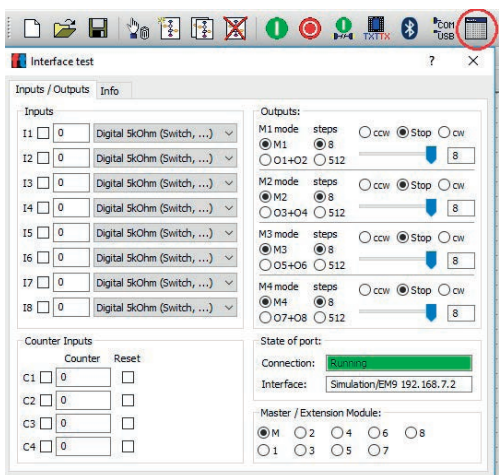 TXTTX
COM
USB
Interface test
?
Inputs / Outputs
Info
Inputs
I1 0 Digital 5kOhm (Switch, ...)
I2 0 Digital 5kOhm (Switch, ...)
I3 0 Digital 5kOhm (Switch, ...)
I4 0 Digital 5kOhm (Switch, ...)
I5 0 Digital 5kOhm (Switch, ...)
I6 0 Digital 5kOhm (Switch, ...)
I7 0 Digital 5kOhm (Switch, ...)
I8 0 Digital 5kOhm (Switch, ...)
Outputs:
M1 mode steps
M1 8 ccw Stop cw
O1+O2 512 8
M2 mode steps
M2 8 ccw Stop cw
O3+O4 512 8
M3 mode steps
M3 8 ccw Stop cw
O5+O6 512 8
M4 mode steps
M4 8 ccw Stop cw
O7+O8 512 8
Counter Inputs
Counter Reset
C1 0
C2 0
C3 0
C4 0
State of port:
Connection: Running
Interface: Simulation/EM9 192.168.7.2
Master / Extension Module:
M 2 4 6 8
1 3 5 7